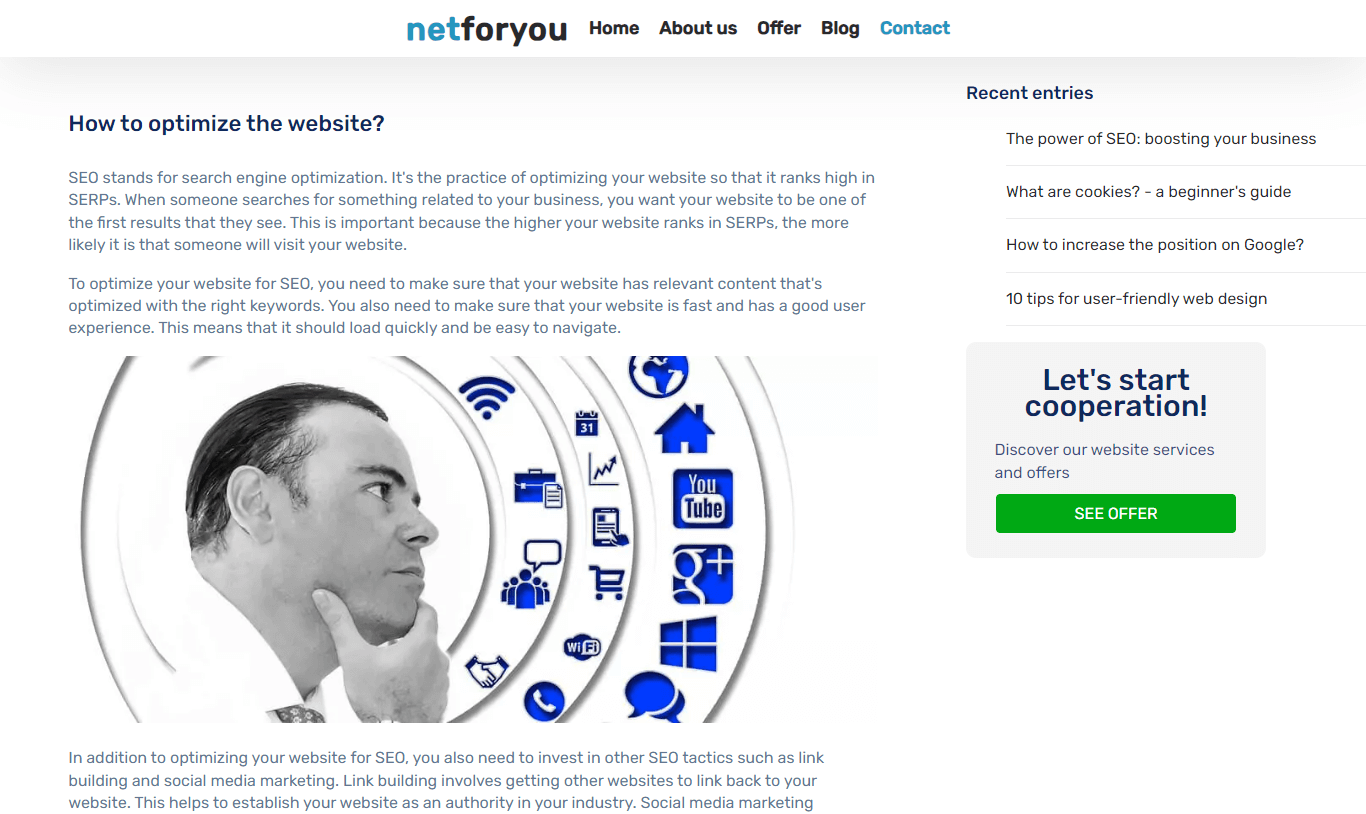 netforyou Home About us Offer Blog Contact
How to optimize the website?
SEO stands for search engine optimization. It's the practice of optimizing your website so that it ranks high in
SERPs. When someone searches for something related to your business, you want your website to be one of
the first results that they see. This is important because the higher your website ranks in SERPs, the more
likely it is that someone will visit your website.
To optimize your website for SEO, you need to make sure that your website has relevant content that's
optimized with the right keywords. You also need to make sure that your website is fast and has a good user
experience. This means that it should load quickly and be easy to navigate.
31
You
Tube
g+
Wi Fi
In addition to optimizing your website for SEO, you also need to invest in other SEO tactics such as link
building and social media marketing. Link building involves getting other websites to link back to your
website. This helps to establish your website as an authority in your industry. Social media marketing
Recent entries
The power of SEO: boosting your business
What are cookies? - a beginner's guide
How to increase the position on Google?
10 tips for user-friendly web design
Let's start
cooperation!
Discover our website services
and offers
SEE OFFER